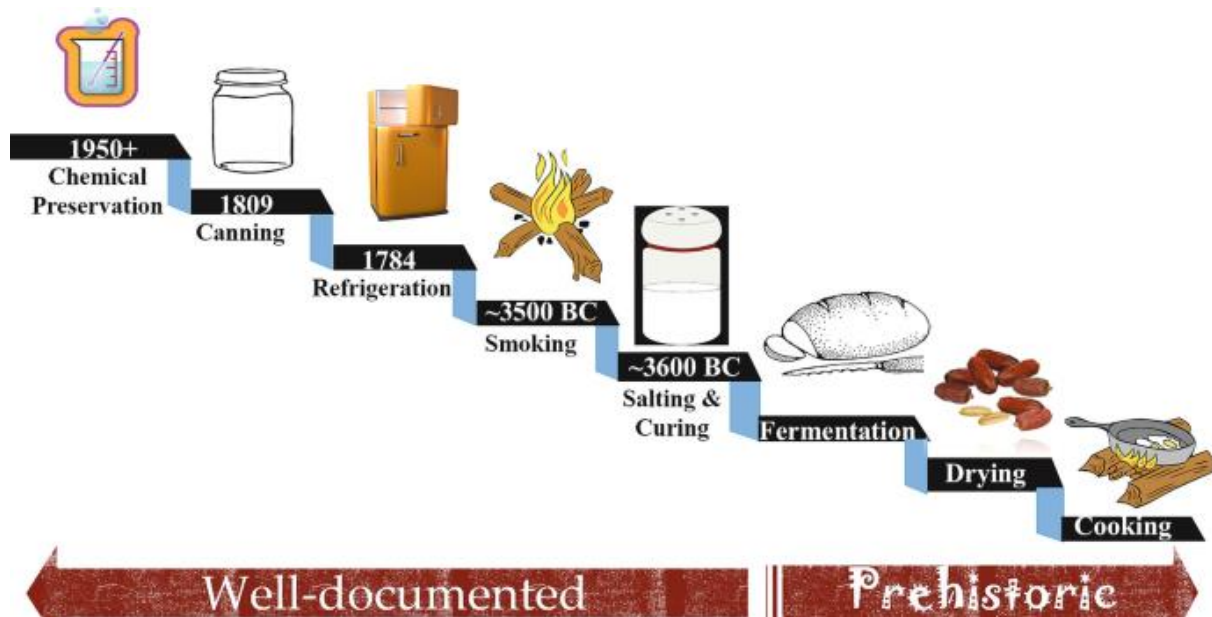 1950+
Chemical
Preservation
1809
Canning
1784
Refrigeration
~3500 BC
Smoking
~3600 BC
Salting &
Curing
Fermentation
Drying
Cooking
Well-documented
Prehistoric